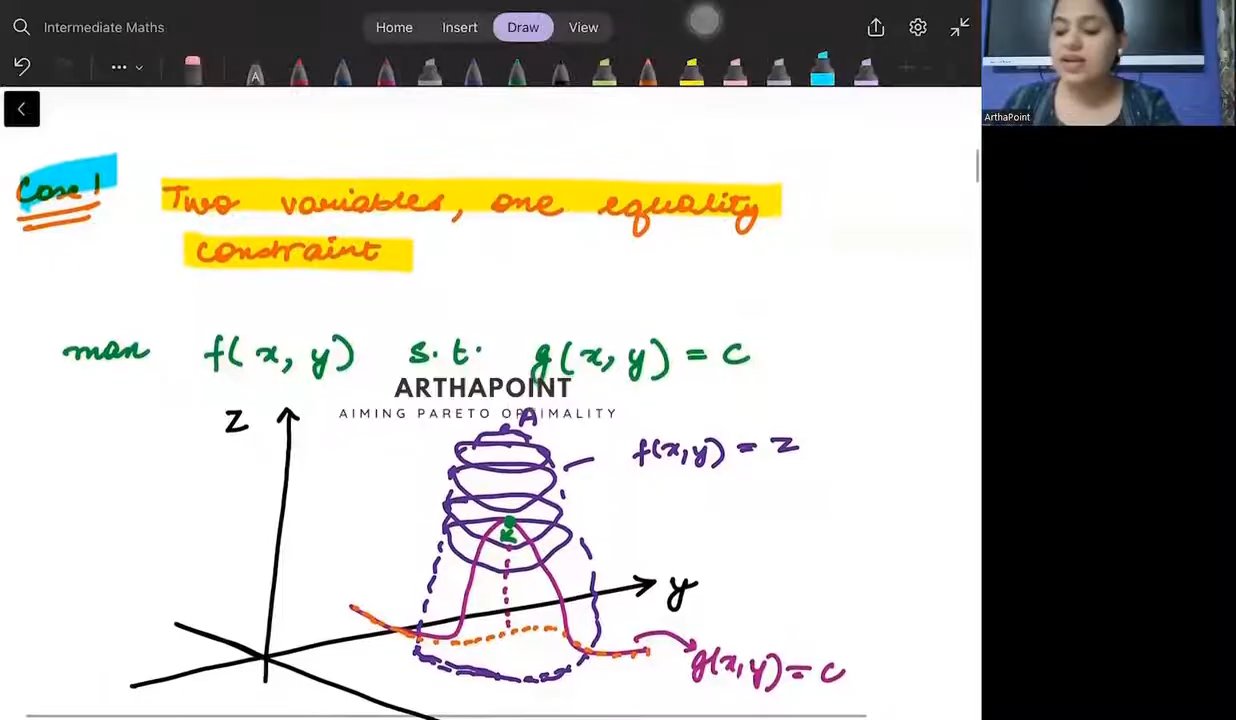 Intermediate Maths
Home Insert Draw View
A
ArthaPoint
Case 1
Two variables, one equality
constraint
max f(x, y) s.t. g(x, y) = c
ARTHAPOINT
AIMING PARETO OPTIMALITY
Z
A
f(x,y) = z
y
g(x,y) = c